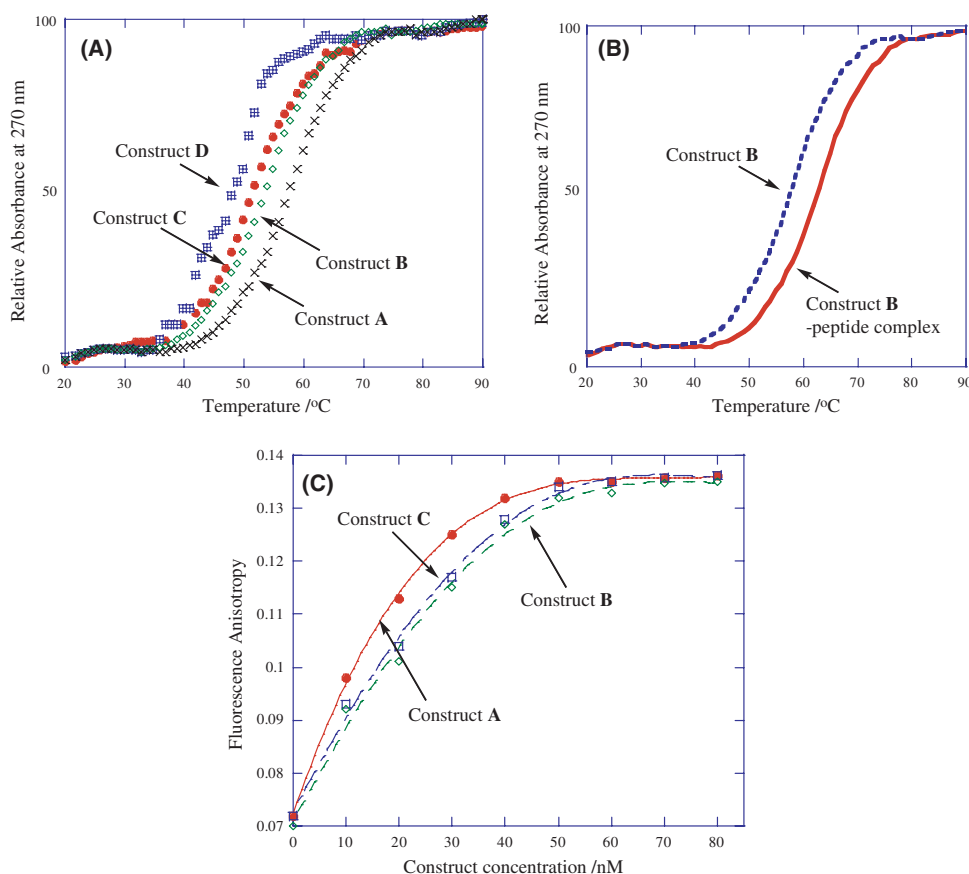 (A)
100
50
0
Relative Absorbance at 270 nm
Construct D
Construct C
Construct B
Construct A
20 30 40 50 60 70 80 90
Temperature /°C
(B)
100
50
0
Relative Absorbance at 270 nm
Construct B
Construct B
-peptide complex
20 30 40 50 60 70 80 90
Temperature /°C
(C)
0.14
0.13
0.12
0.11
0.1
0.09
0.08
0.07
Fluorescence Anisotropy
Construct C
Construct B
Construct A
0 10 20 30 40 50 60 70 80
Construct concentration /nM